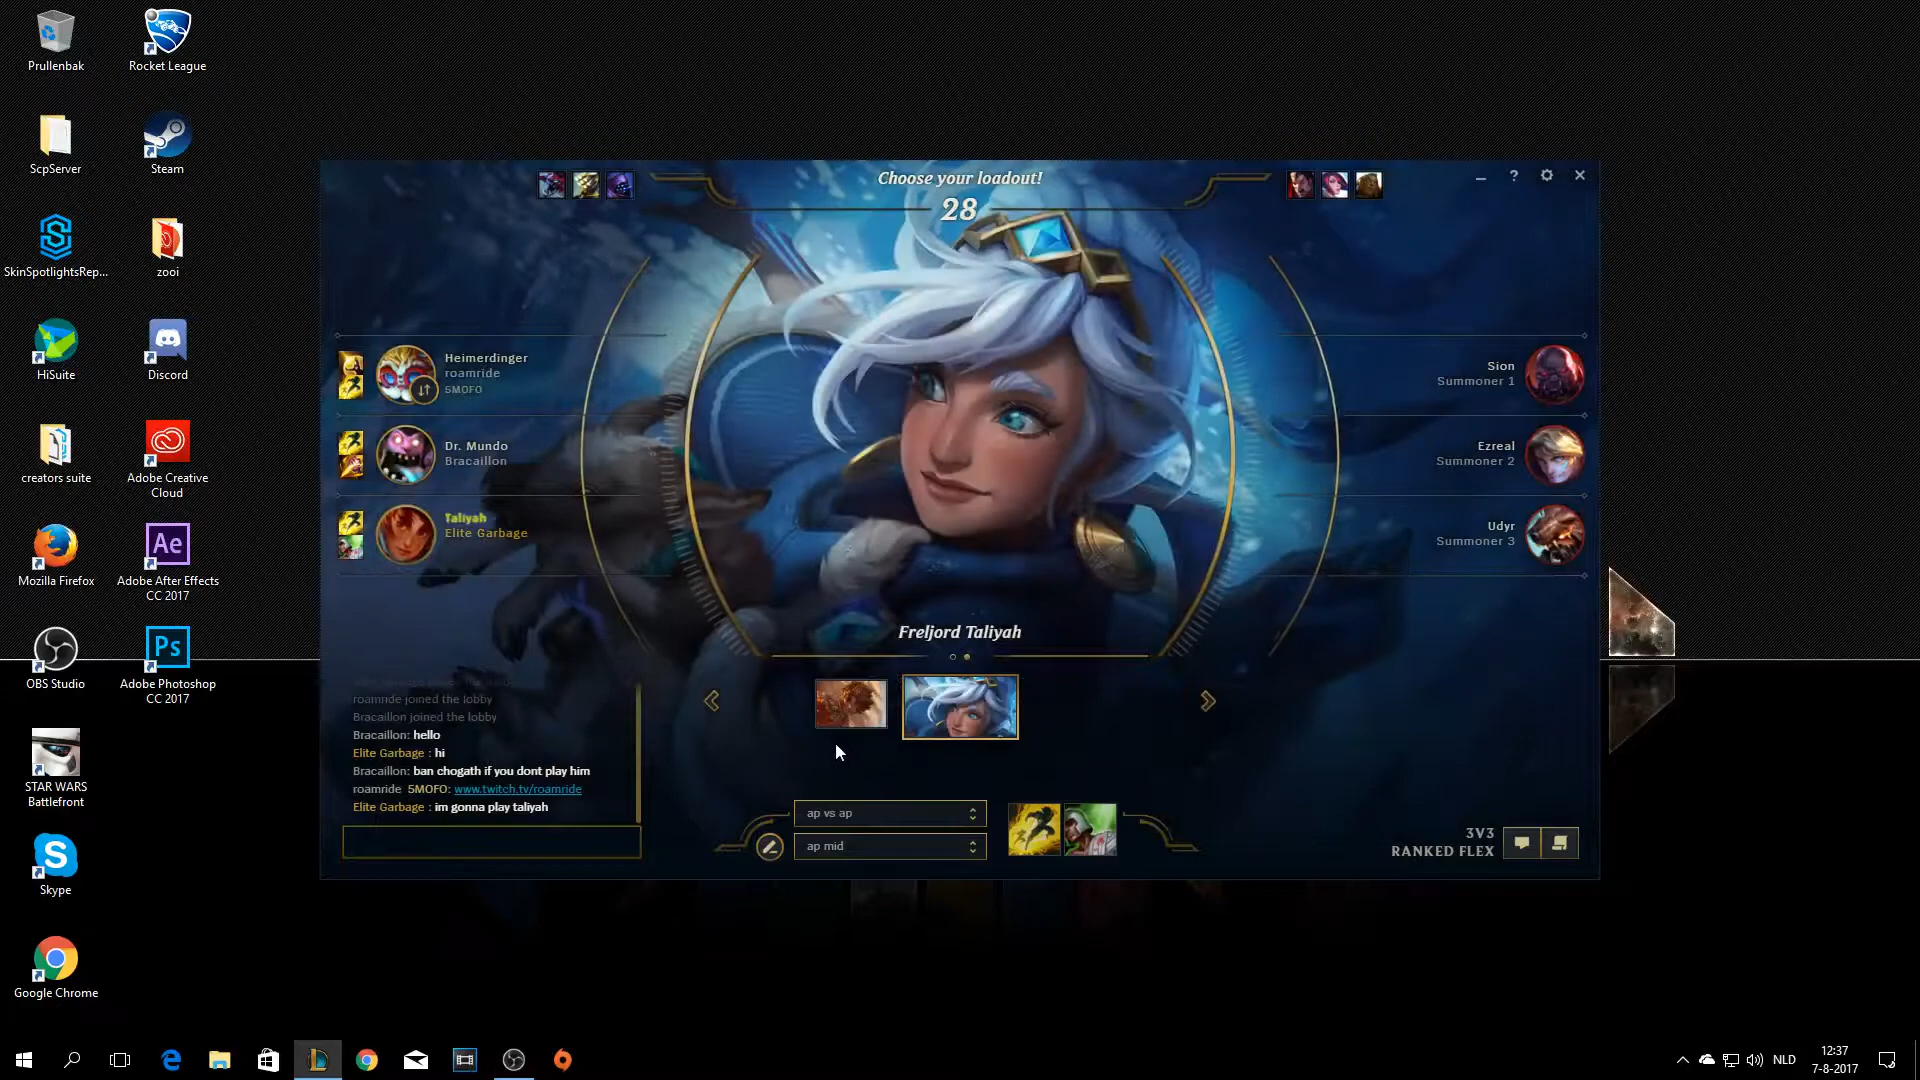 Prullenbak
Rocket League
ScpServer
Steam
SkinSpotlightsRep...
zooi
HiSuite
Discord
creators suite
Adobe Creative
Cloud
Mozilla Firefox
Adobe After Effects
CC 2017
OBS Studio
Adobe Photoshop
CC 2017
STAR WARS
Battlefront
Skype
Google Chrome
Choose your loadout!
28
Heimerdinger
roamride
5MOFO
Dr. Mundo
Bracaillon
Taliyah
Elite Garbage
Sion
Summoner 1
Ezreal
Summoner 2
Udyr
Summoner 3
Freljord Taliyah
roamride joined the lobby
Bracaillon joined the lobby
Bracaillon: hello
Elite Garbage : hi
Bracaillon: ban chogath if you dont play him
roamride 5MOFO: www.twitch.tv/roamride
Elite Garbage : im gonna play taliyah
ap vs ap
ap mid
3V3
RANKED FLEX
NLD
12:37
7-8-2017